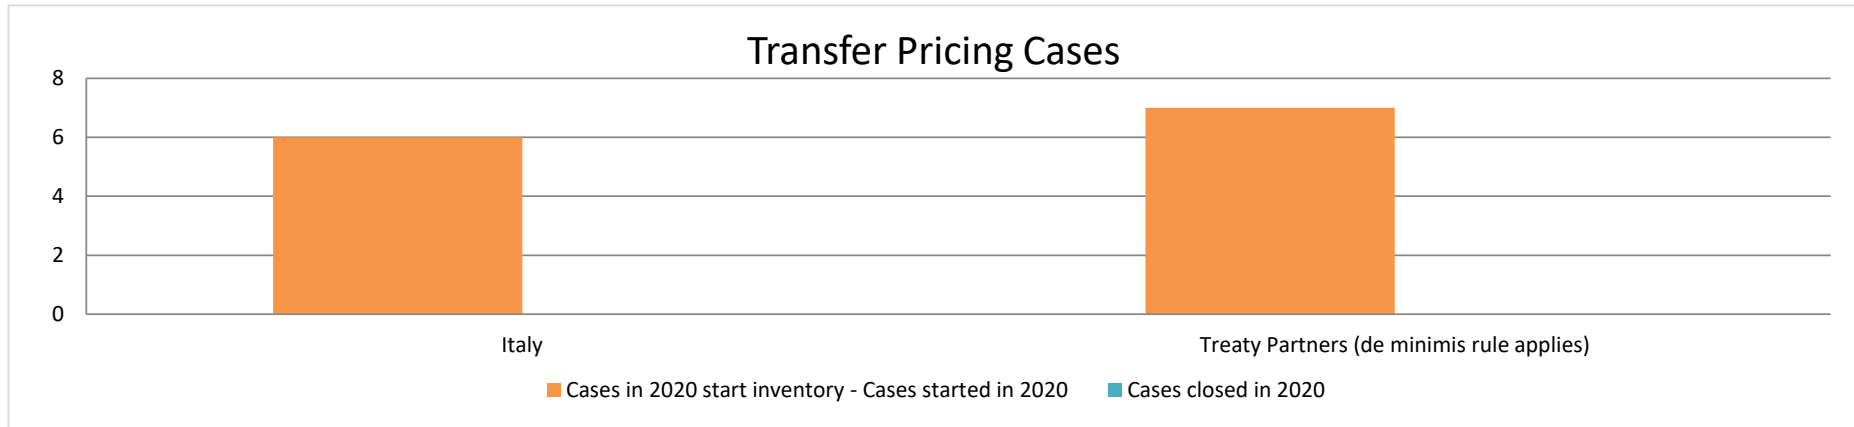 Transfer Pricing Cases
8
6
4
2
0
Italy
Treaty Partners (de minimis rule applies)
Cases in 2020 start inventory - Cases started in 2020
Cases closed in 2020